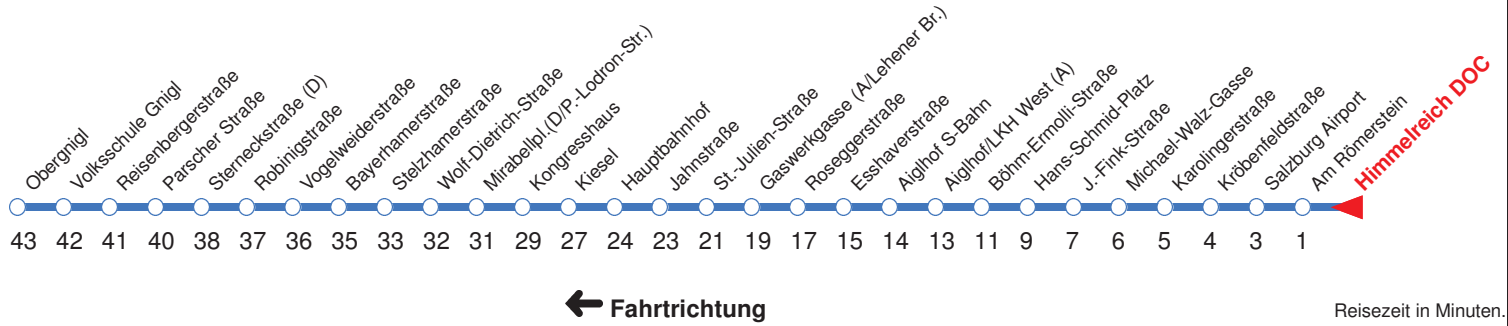 Obergnigl
Volksschule Gnigl
Reisenbergerstraße
Parscher Straße
Sterneckstraße (D)
Robinigstraße
Vogelweiderstraße
Bayerhamerstraße
Stelzhamerstraße
Wolf-Dietrich-Straße
Mirabellpl.(D/P.-Lodron-Str.)
Kongresshaus
Kiesel
Hauptbahnhof
Jahnstraße
St.-Julien-Straße
Gaswerkgasse (A/Lehener Br.)
Roseggerstraße
Esshaverstraße
Aiglhof S-Bahn
Aiglhof/LKH West (A)
Böhm-Ermolli-Straße
Hans-Schmid-Platz
J.-Fink-Straße
Michael-Walz-Gasse
Karolingerstraße
Kröbenfeldstraße
Salzburg Airport
Am Römerstein
Himmelreich DOC
43 42 41 40 38 37 36 35 33 32 31 29 27 24 23 21 19 17 15 14 13 11 9 7 6 5 4 3 1
Fahrtrichtung
Reisezeit in Minuten.